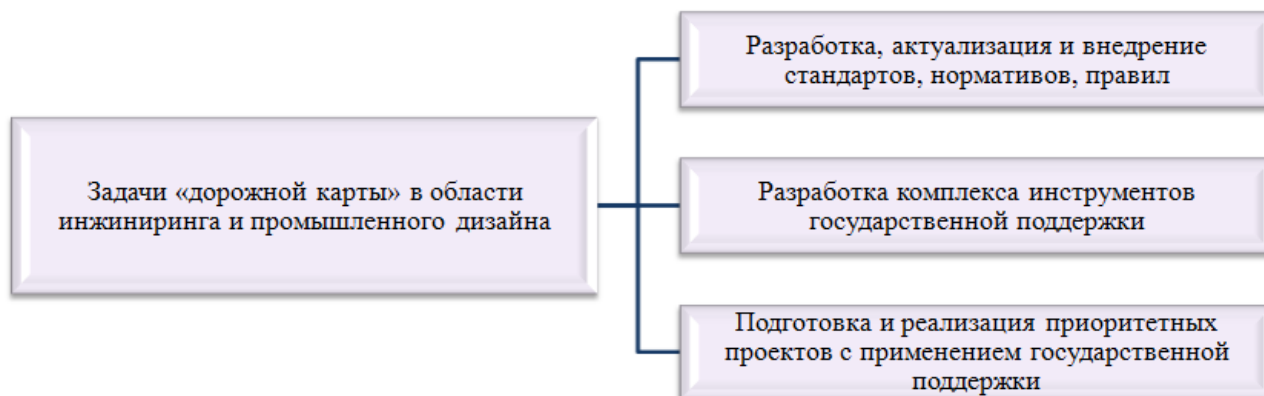 Разработка, актуализация и внедрение
стандартов, нормативов, правил
Задачи «дорожной карты» в области
инжиниринга и промышленного дизайна
Разработка комплекса инструментов
государственной поддержки
Подготовка и реализация приоритетных
проектов с применением государственной
поддержки